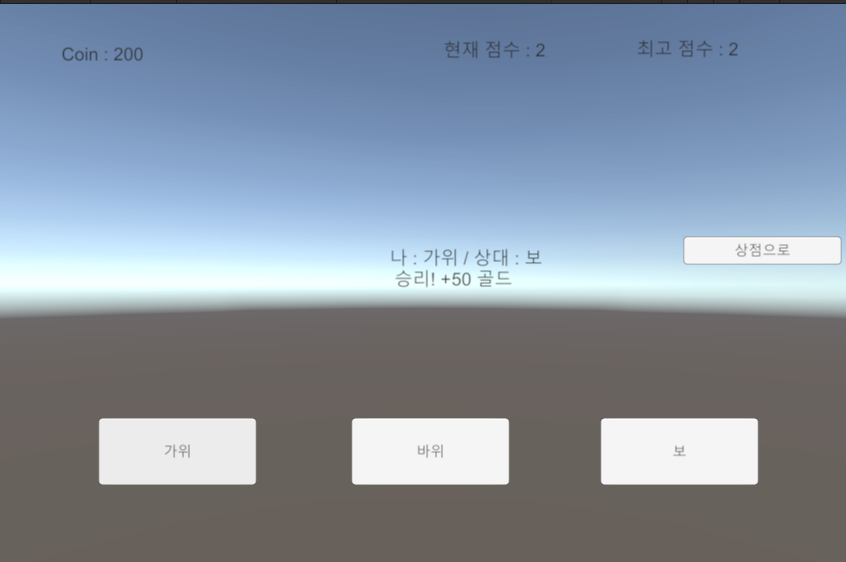 Coin : 200
현재 점수 : 2
최고 점수 : 2
나 : 가위 / 상대 : 보
승리! +50 골드
상점으로
가위
바위
보